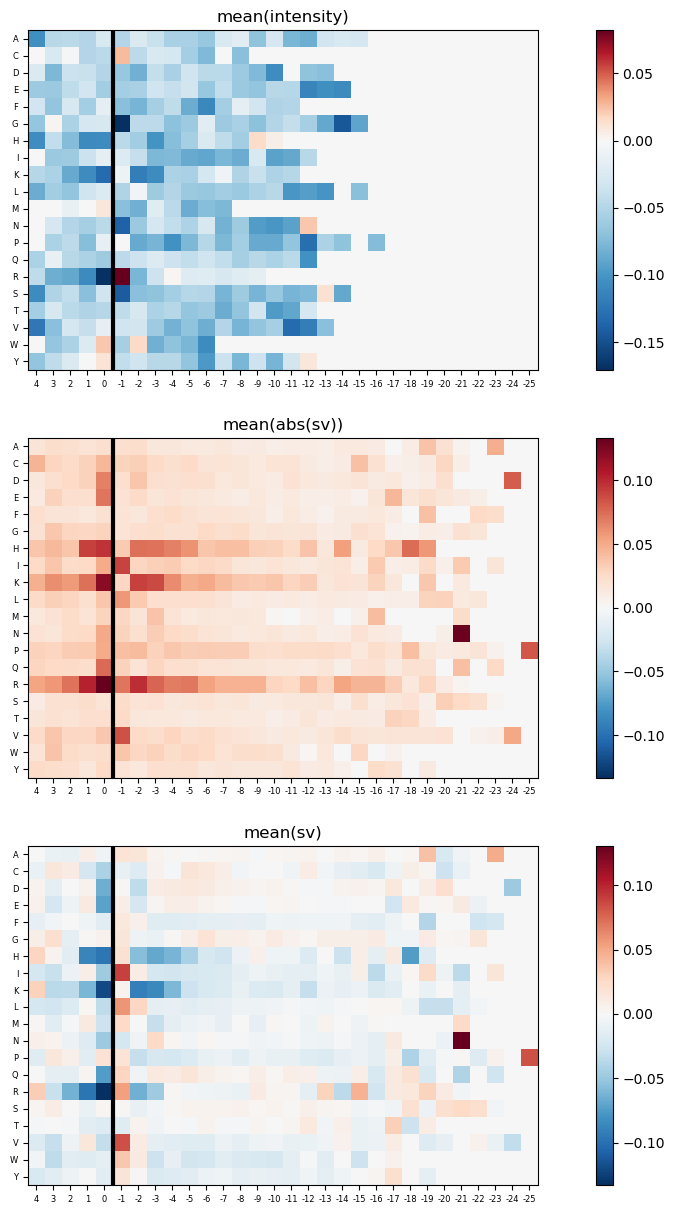 mean(intensity)
A
C
D
E
F
G
H
I
K
L
M
N
P
Q
R
S
T
V
W
Y
4 3 2 1 0 -1 -2 -3 -4 -5 -6 -7 -8 -9 -10 -11 -12 -13 -14 -15 -16 -17 -18 -19 -20 -21 -22 -23 -24 -25
0.05
0.00
−0.05
−0.10
−0.15
mean(abs(sv))
A
C
D
E
F
G
H
I
K
L
M
N
P
Q
R
S
T
V
W
Y
4 3 2 1 0 -1 -2 -3 -4 -5 -6 -7 -8 -9 -10 -11 -12 -13 -14 -15 -16 -17 -18 -19 -20 -21 -22 -23 -24 -25
0.10
0.05
0.00
−0.05
−0.10
mean(sv)
A
C
D
E
F
G
H
I
K
L
M
N
P
Q
R
S
T
V
W
Y
4 3 2 1 0 -1 -2 -3 -4 -5 -6 -7 -8 -9 -10 -11 -12 -13 -14 -15 -16 -17 -18 -19 -20 -21 -22 -23 -24 -25
0.10
0.05
0.00
−0.05
−0.10